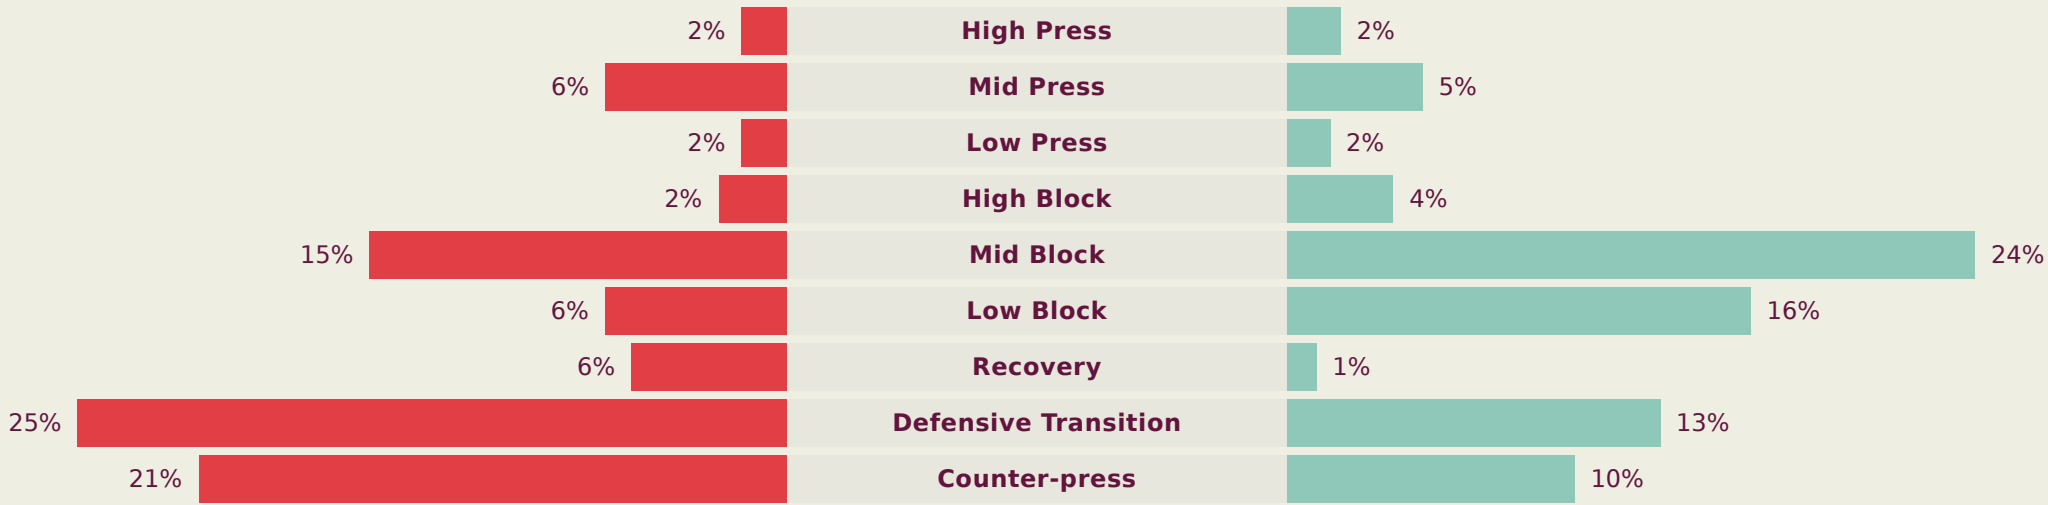 2% High Press 2%
6% Mid Press 5%
2% Low Press 2%
2% High Block 4%
15% Mid Block 24%
6% Low Block 16%
6% Recovery 1%
25% Defensive Transition 13%
21% Counter-press 10%